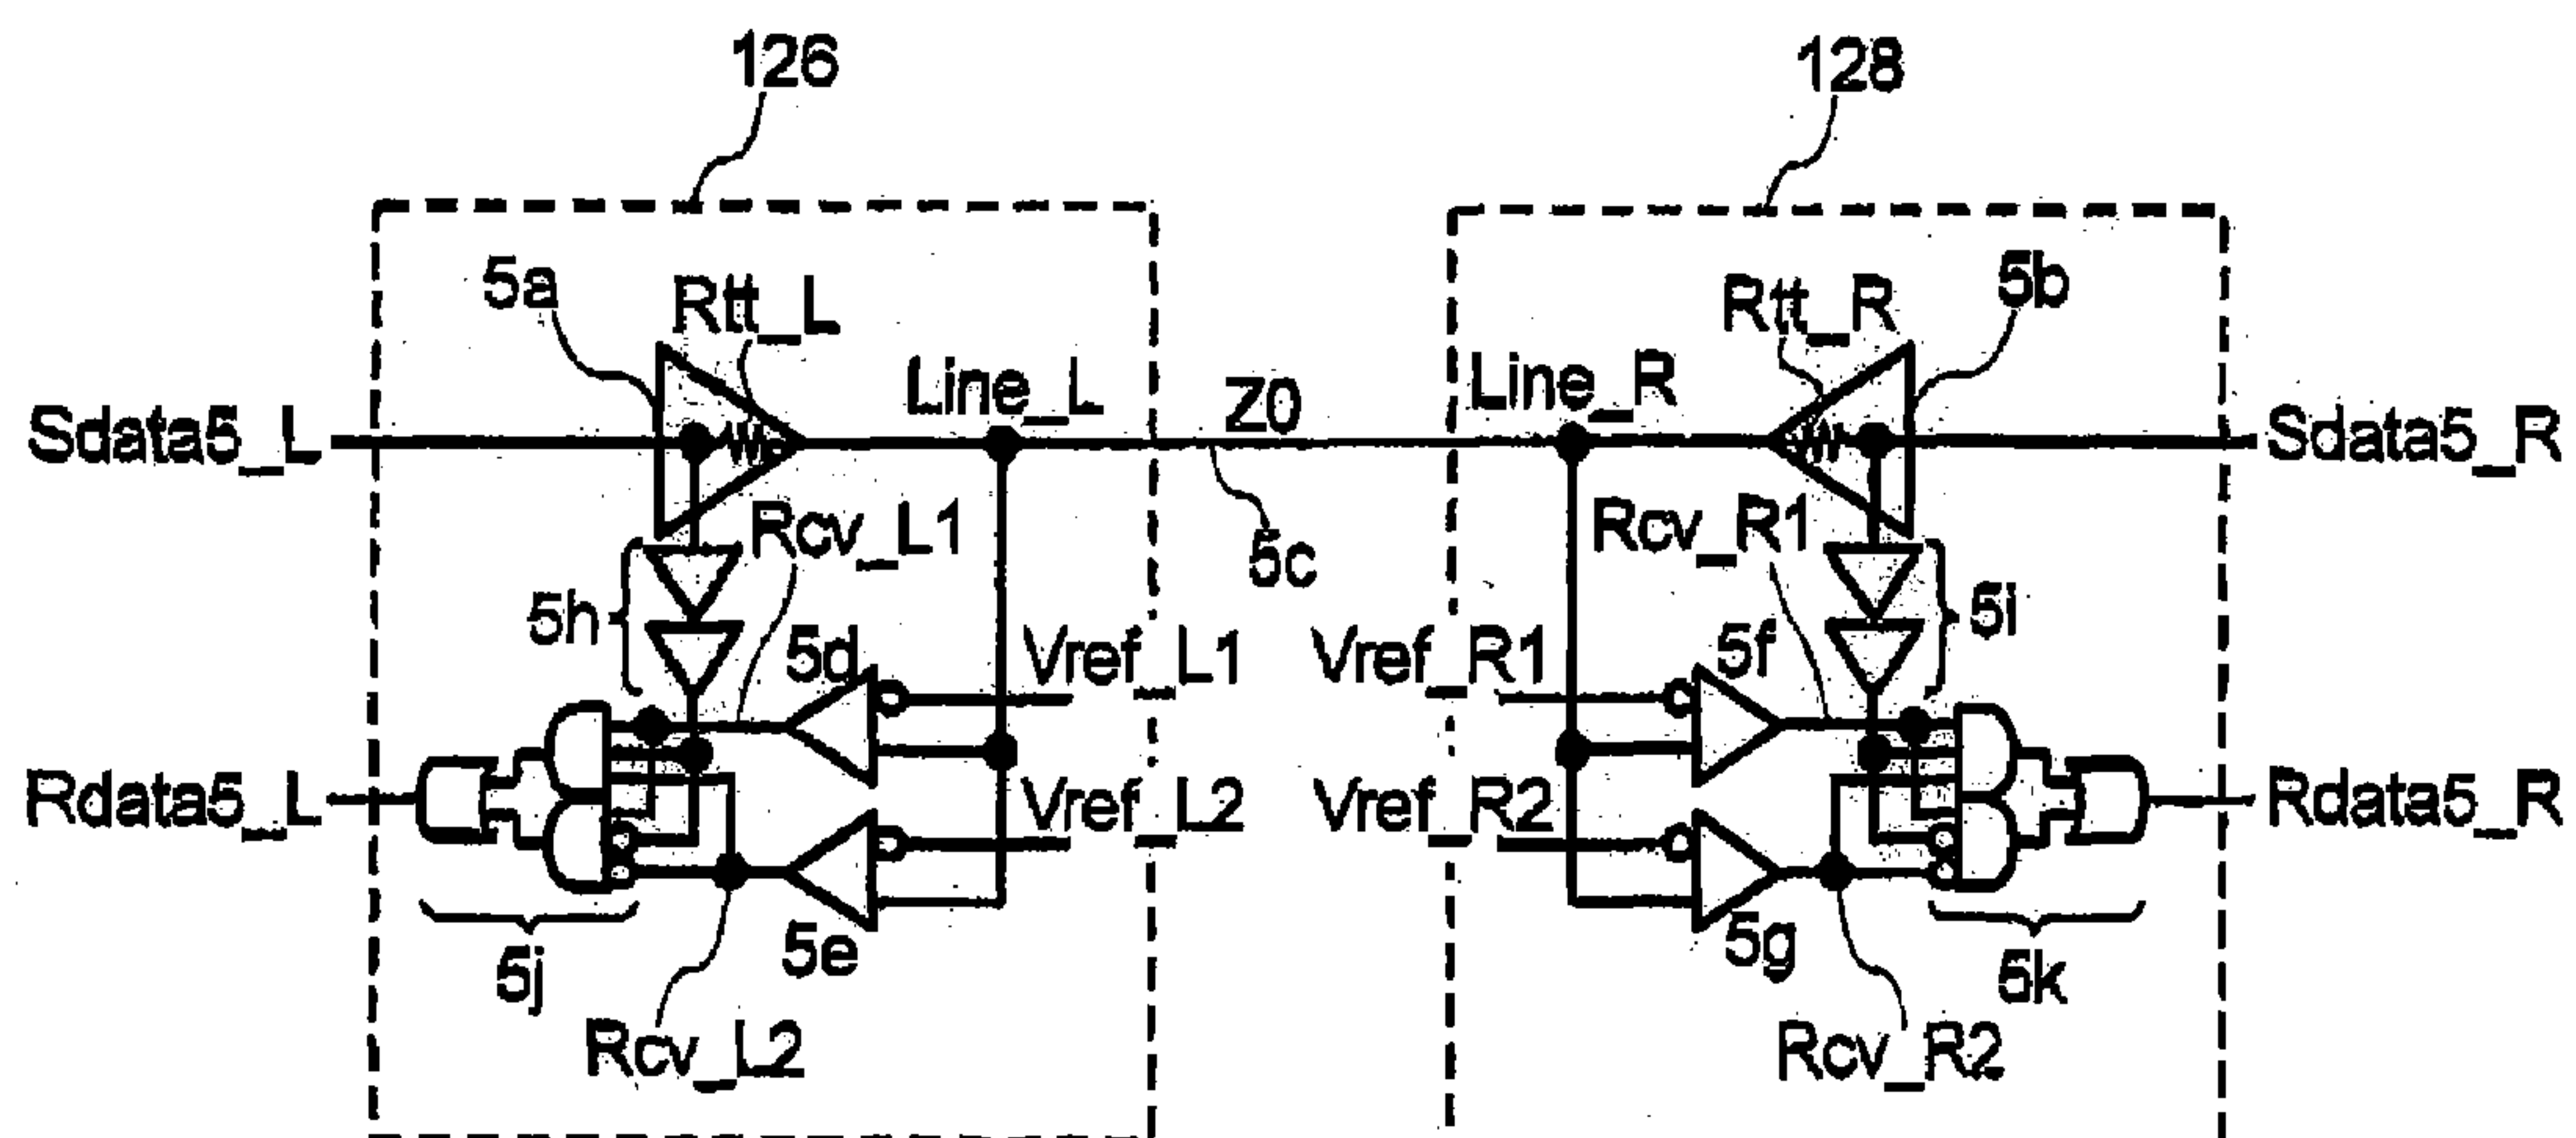 126
128
5a
Rtt_L
Line_L
Z0
Line_R
Rtt_R
5b
Sdata5_L
Sdata5_R
Rcv_L1
5c
Rcv_R1
5h
5d
Vref_L1
Vref_R1
5f
5i
Rdata5_L
Vref_L2
Vref_R2
Rdata5_R
5j
5e
5g
5k
Rcv_L2
Rcv_R2